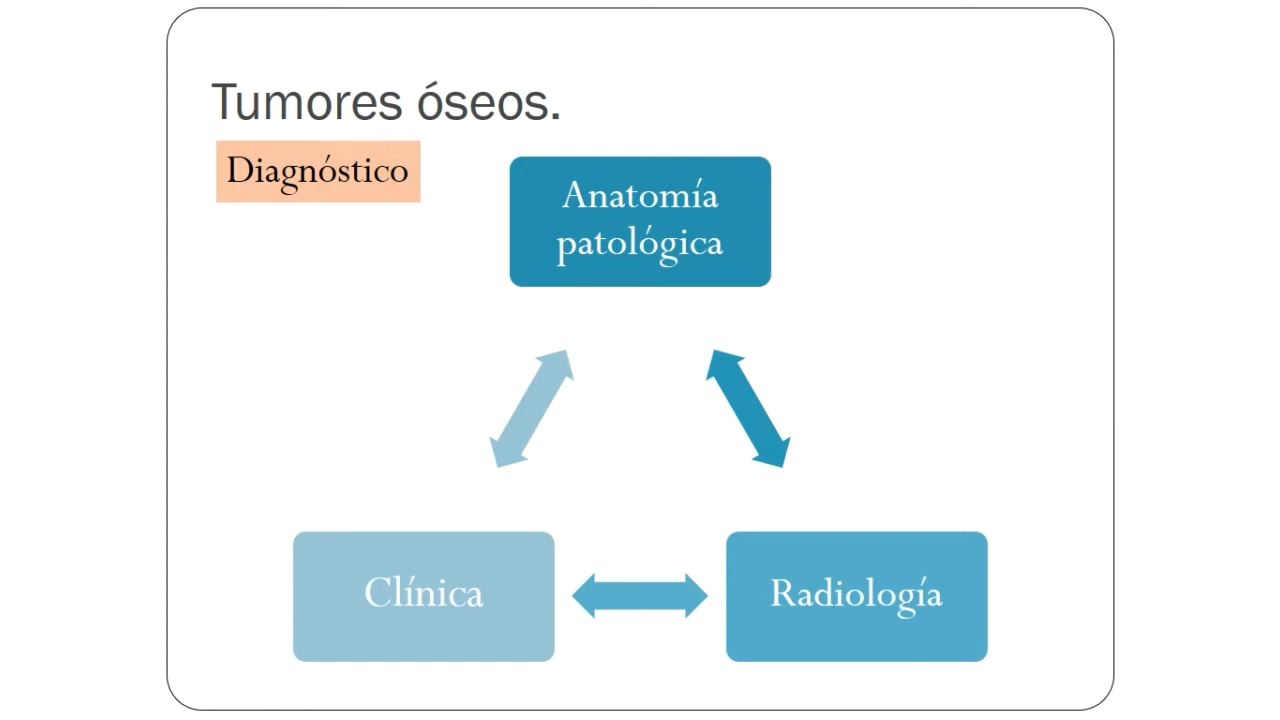 Tumores óseos.
Diagnóstico
Anatomía
patológica
Clínica
Radiología